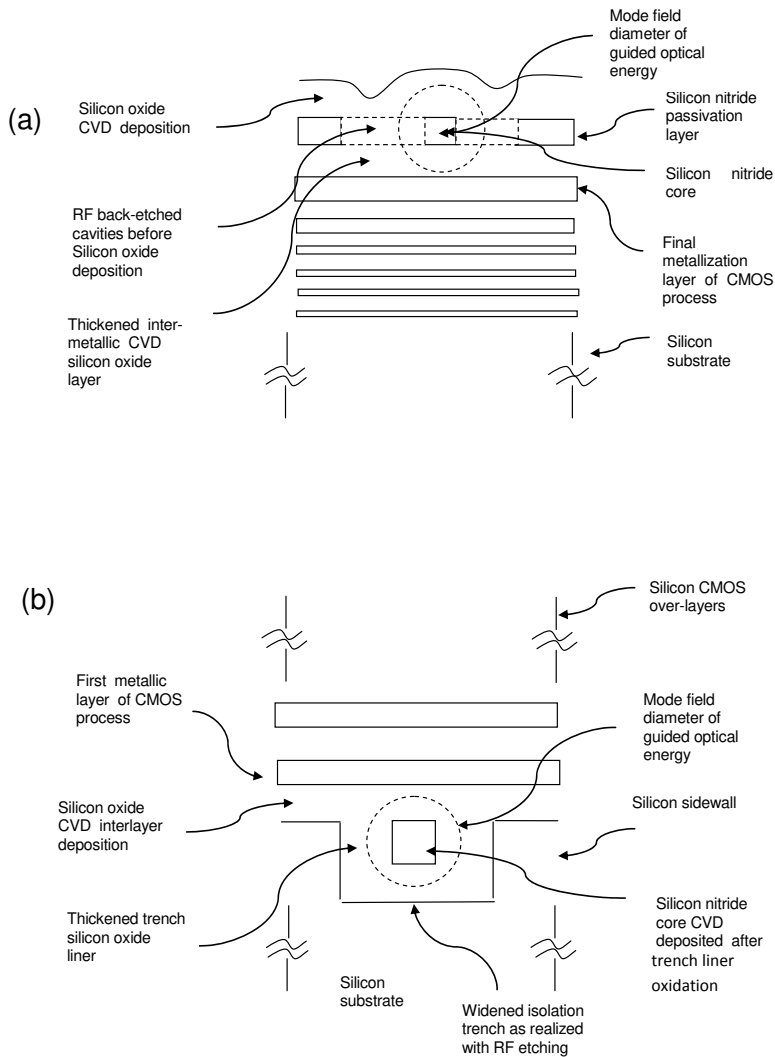 (a)
Silicon oxide
CVD deposition
RF back-etched
cavities before
Silicon oxide
deposition
Thickened inter-
metallic CVD
silicon oxide
layer
Mode field
diameter of
guided optical
energy
Silicon nitride
passivation
layer
Silicon nitride
core
Final
metallization
layer of CMOS
process
Silicon
substrate
(b)
First metallic
layer of CMOS
process
Silicon oxide
CVD interlayer
deposition
Thickened trench
silicon oxide
liner
Silicon
substrate
Silicon CMOS
over-layers
Mode field
diameter of
guided optical
energy
Silicon sidewall
Silicon nitride
core CVD
deposited after
trench liner
oxidation
Widened isolation
trench as realized
with RF etching